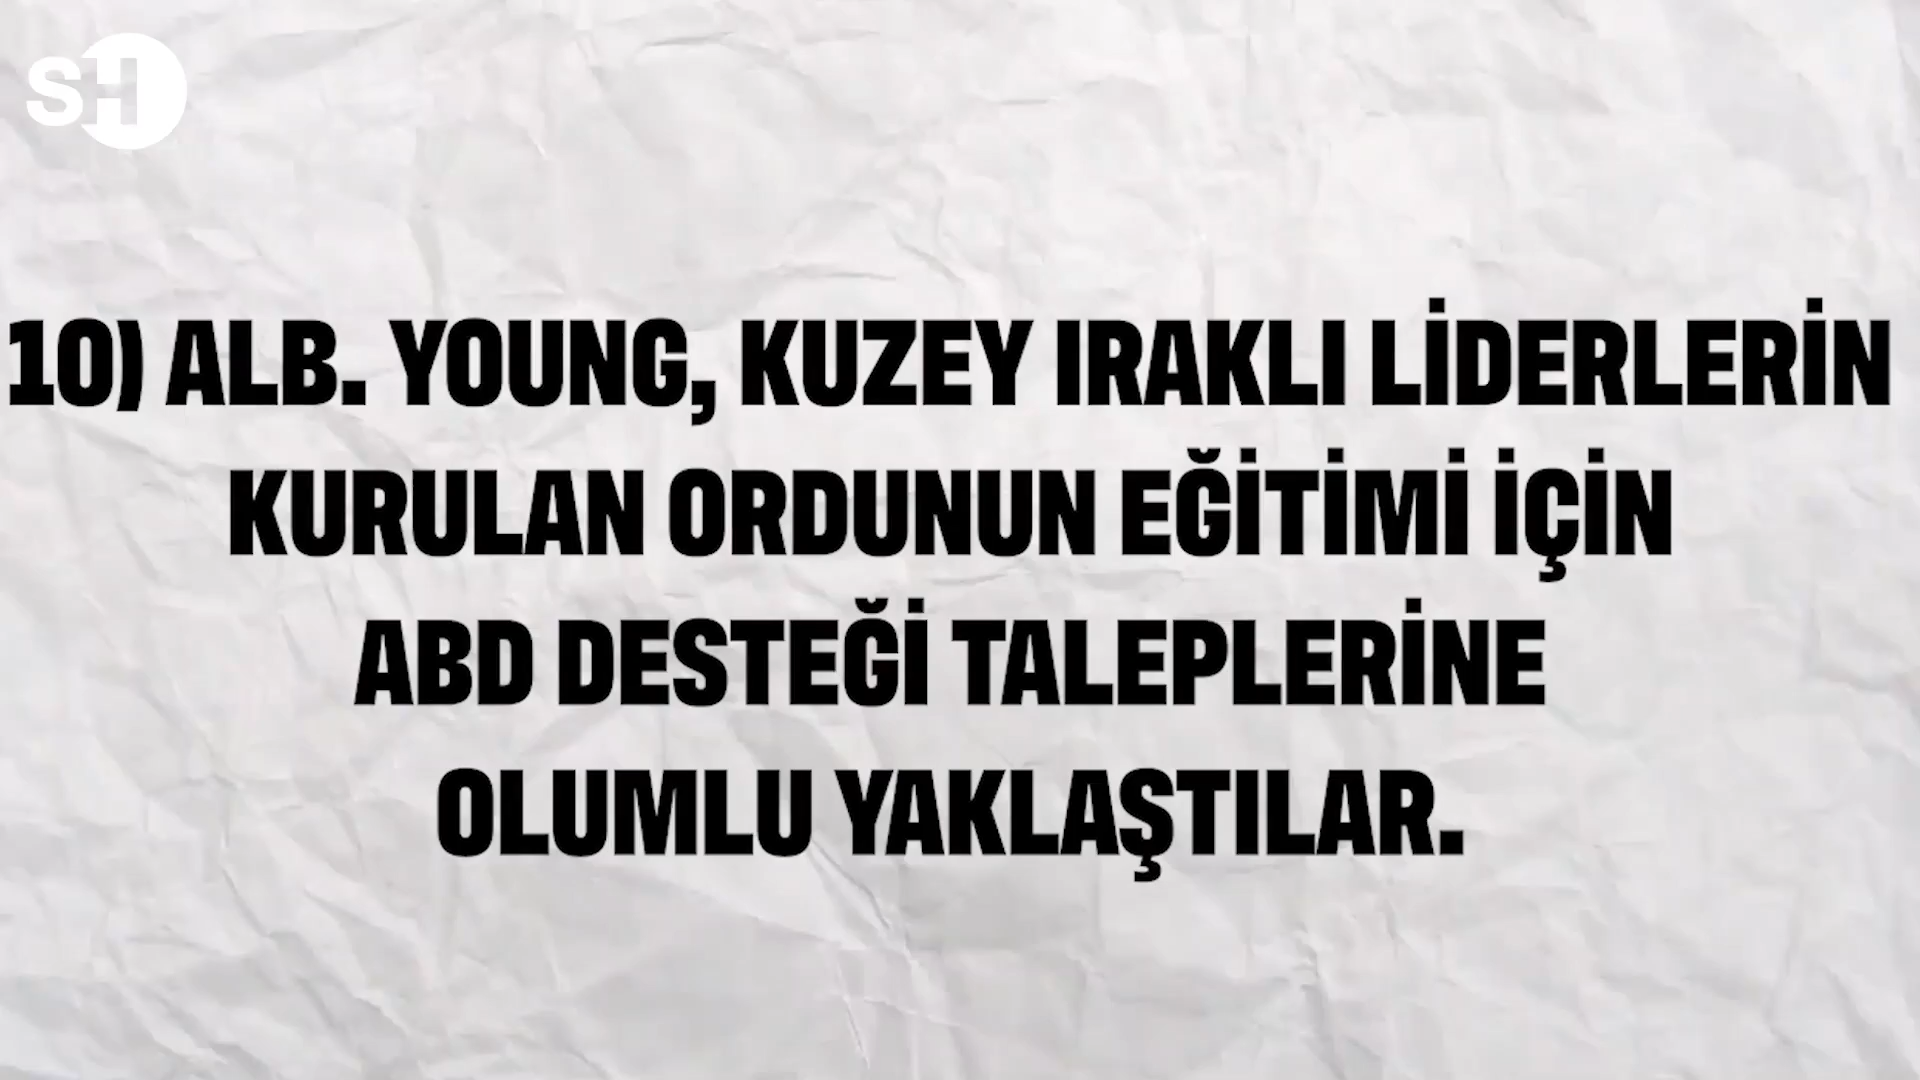 SH
10) ALB. YOUNG, KUZEY IRAKLI LİDERLERİN
KURULAN ORDUNUN EĞİTİMİ İÇİN
ABD DESTEĞİ TALEPLERİNE
OLUMLU YAKLAŞTILAR.